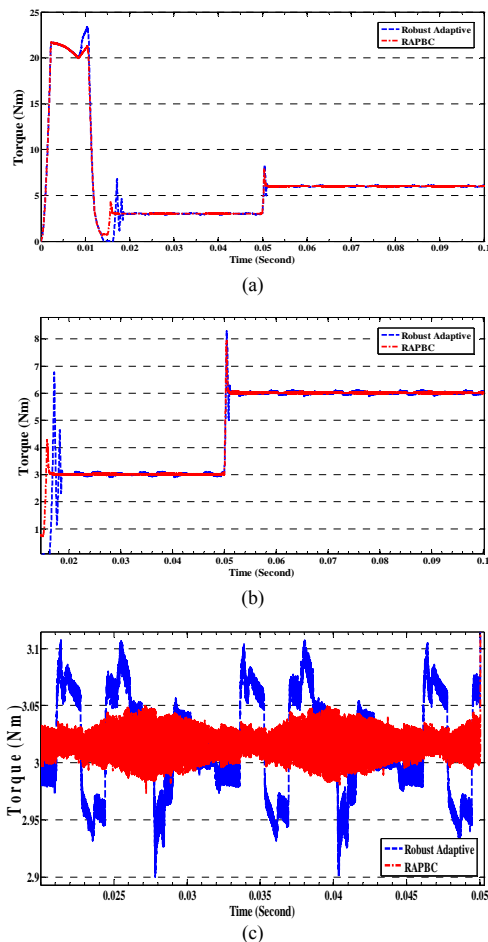 25
20
15
10
5
0
Torque (Nm)
Robust Adaptive
RAPBC
0 0.01 0.02 0.03 0.04 0.05 0.06 0.07 0.08 0.09 0.1
Time (Second)
(a)
8
7
6
5
4
3
2
1
Torque (Nm)
Robust Adaptive
RAPBC
0.02 0.03 0.04 0.05 0.06 0.07 0.08 0.09 0.1
Time (Second)
(b)
3.1
3.05
3
2.95
2.9
Torque (Nm)
Robust Adaptive
RAPBC
0.025 0.03 0.035 0.04 0.045 0.05
Time (Second)
(c)